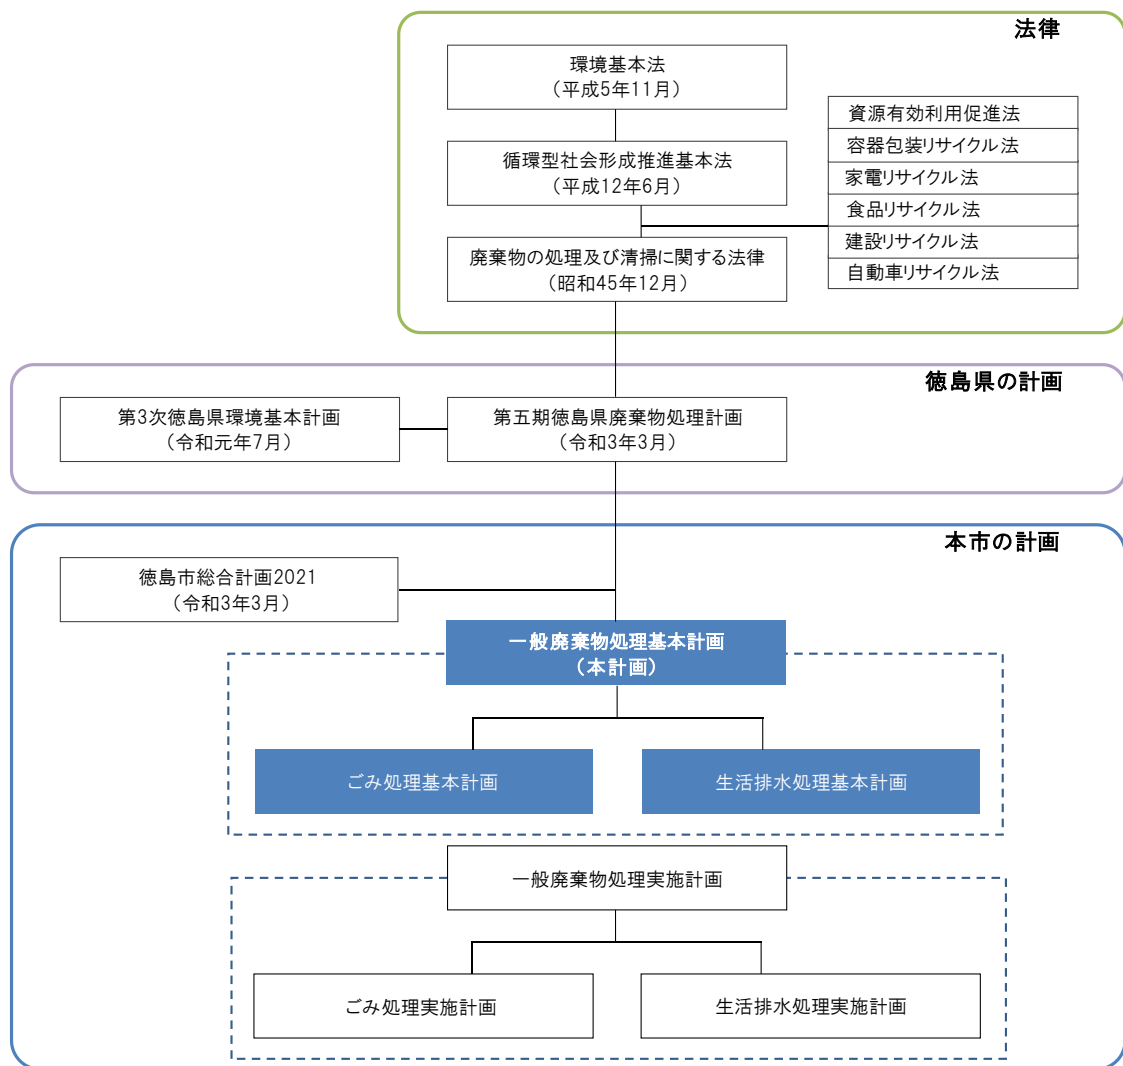 法律
環境基本法
（平成5年11月）
循環型社会形成推進基本法
（平成12年6月）
資源有効利用促進法
容器包装リサイクル法
家電リサイクル法
食品リサイクル法
建設リサイクル法
自動車リサイクル法
廃棄物の処理及び清掃に関する法律
（昭和45年12月）
徳島県の計画
第3次徳島県環境基本計画
（令和元年7月）
第五期徳島県廃棄物処理計画
（令和3年3月）
本市の計画
徳島市総合計画2021
（令和3年3月）
一般廃棄物処理基本計画
（本計画）
ごみ処理基本計画
生活排水処理基本計画
一般廃棄物処理実施計画
ごみ処理実施計画
生活排水処理実施計画